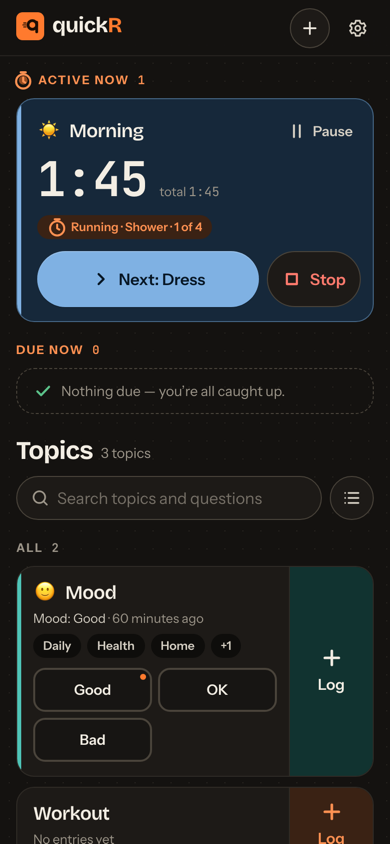 quickR
ACTIVE NOW 1
Morning
Pause
1:45 total 1:45
Running · Shower · 1 of 4
Next: Dress
Stop
DUE NOW 0
Nothing due — you're all caught up.
Topics 3 topics
Search topics and questions
ALL 2
Mood
Mood: Good · 60 minutes ago
Daily Health Home +1
Good OK
Bad
Log
Workout
No entries yet
Log